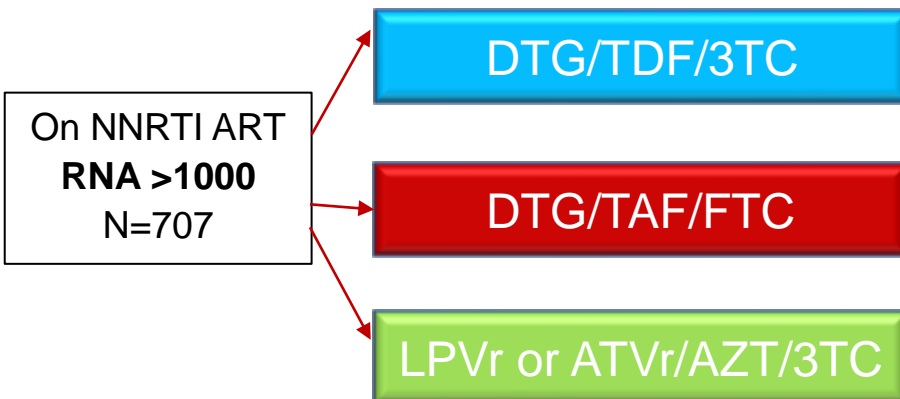 DTG/TDF/3TC
On NNRTI ART
RNA >1000
N=707
DTG/TAF/FTC
LPVr or ATVr/AZT/3TC